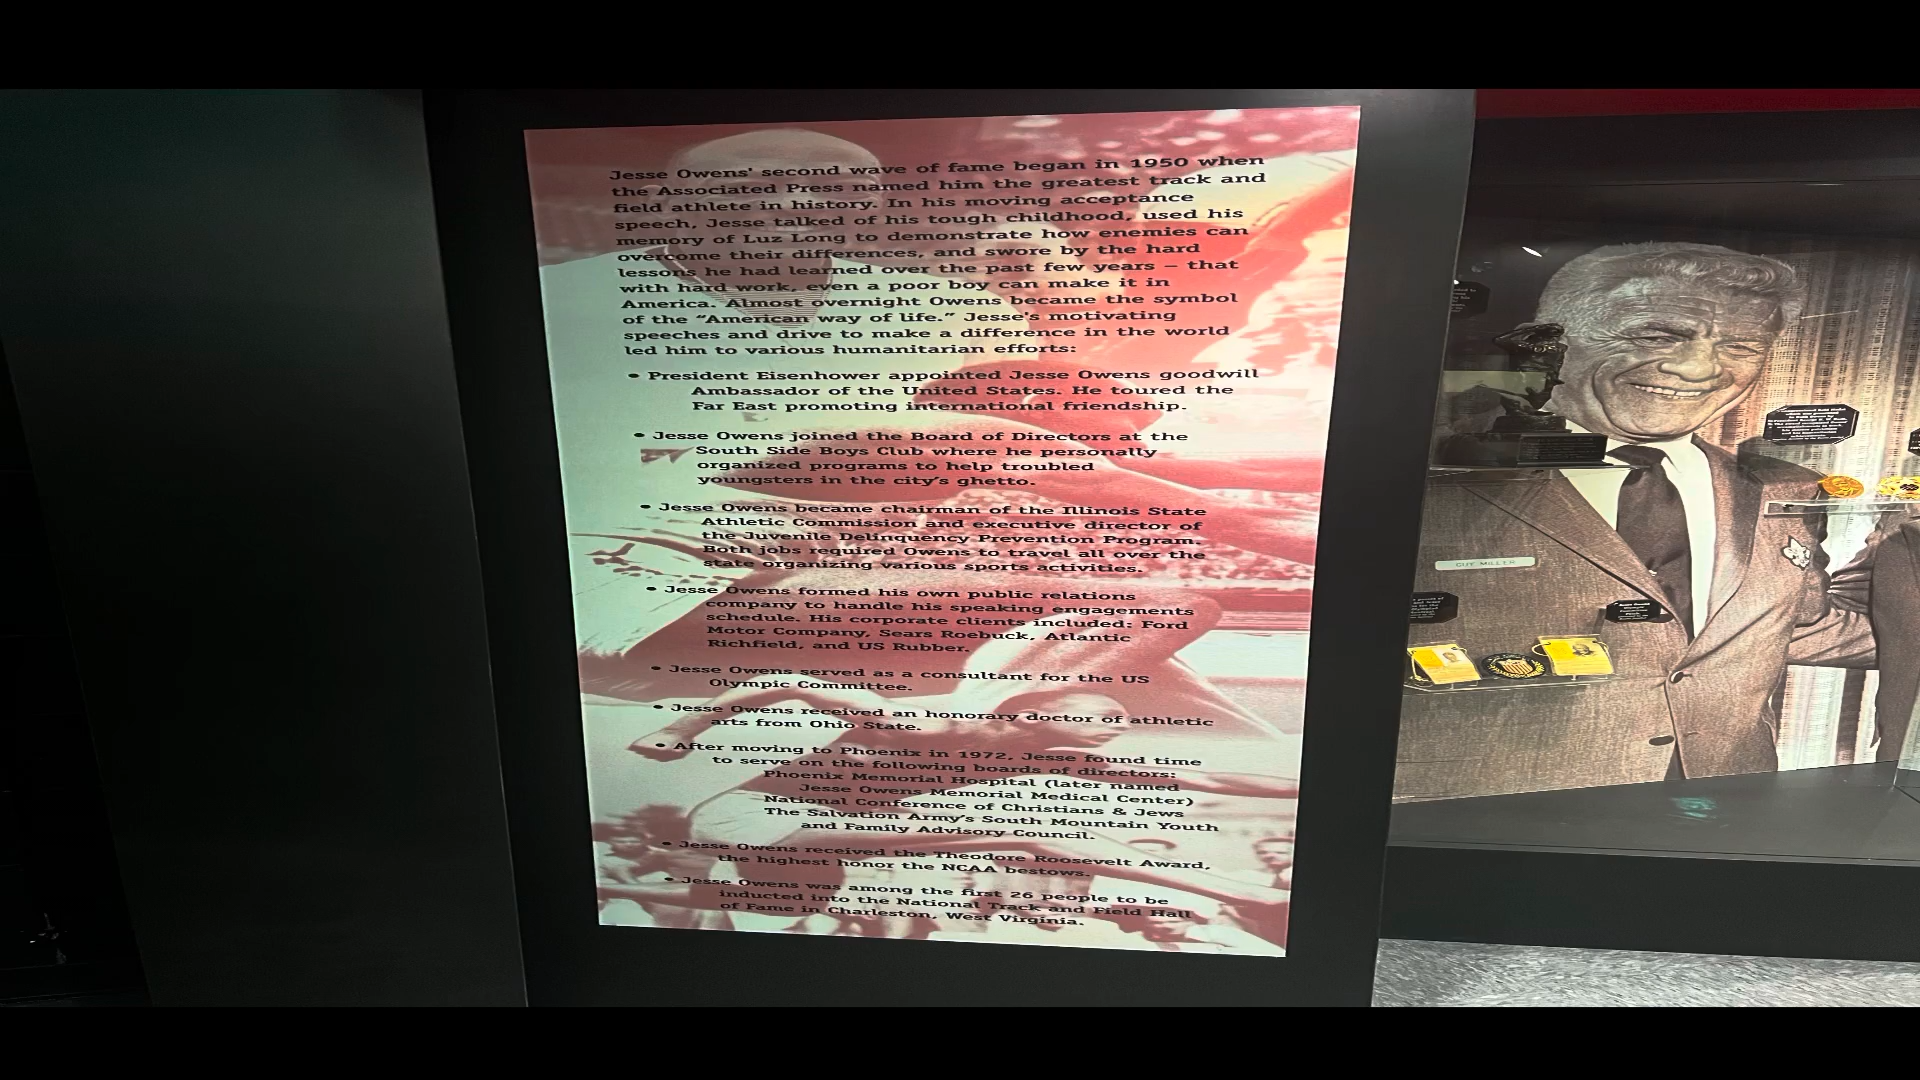 Jesse Owens' second wave of fame began in 1950 when
the Associated Press named him the greatest track and
field athlete in history. In his moving acceptance
speech, Jesse talked of his tough childhood, used his
memory of Luz Long to demonstrate how enemies can
overcome their differences, and swore by the hard
lessons he had learned over the past few years – that
with hard work, even a poor boy can make it in
America. Almost overnight Owens became the symbol
of the “American way of life.” Jesse's motivating
speeches and drive to make a difference in the world
led him to various humanitarian efforts:
• President Eisenhower appointed Jesse Owens goodwill
Ambassador of the United States. He toured the
Far East promoting international friendship.
• Jesse Owens joined the Board of Directors at the
South Side Boys Club where he personally
organized programs to help troubled
youngsters in the city's ghetto.
• Jesse Owens became chairman of the Illinois State
Athletic Commission and executive director of
the Juvenile Delinquency Prevention Program.
Both jobs required Owens to travel all over the
state organizing various sports activities.
• Jesse Owens formed his own public relations
company to handle his speaking engagements
schedule. His corporate clients included: Ford
Motor Company, Sears Roebuck, Atlantic
Richfield, and US Rubber.
• Jesse Owens served as a consultant for the US
Olympic Committee.
• Jesse Owens received an honorary doctor of athletic
arts from Ohio State.
• After moving to Phoenix in 1972, Jesse found time
to serve on the following boards of directors:
Phoenix Memorial Hospital (later named
Jesse Owens Memorial Medical Center)
National Conference of Christians & Jews
The Salvation Army's South Mountain Youth
and Family Advisory Council.
• Jesse Owens received the Theodore Roosevelt Award,
the highest honor the NCAA bestows.
• Jesse Owens was among the first 26 people to be
inducted into the National Track and Field Hall
of Fame in Charleston, West Virginia.
GUY MILLER